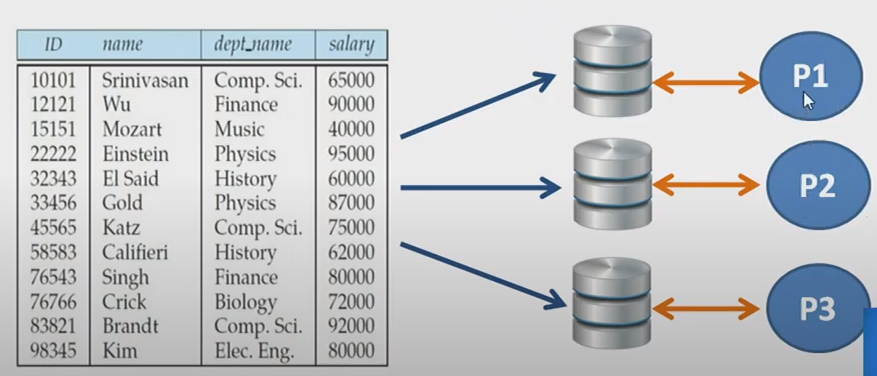 ID name dept_name salary
10101 Srinivasan Comp. Sci. 65000
12121 Wu Finance 90000
15151 Mozart Music 40000
22222 Einstein Physics 95000
32343 El Said History 60000
33456 Gold Physics 87000
45565 Katz Comp. Sci. 75000
58583 Califieri History 62000
76543 Singh Finance 80000
76766 Crick Biology 72000
83821 Brandt Comp. Sci. 92000
98345 Kim Elec. Eng. 80000
P1
P2
P3